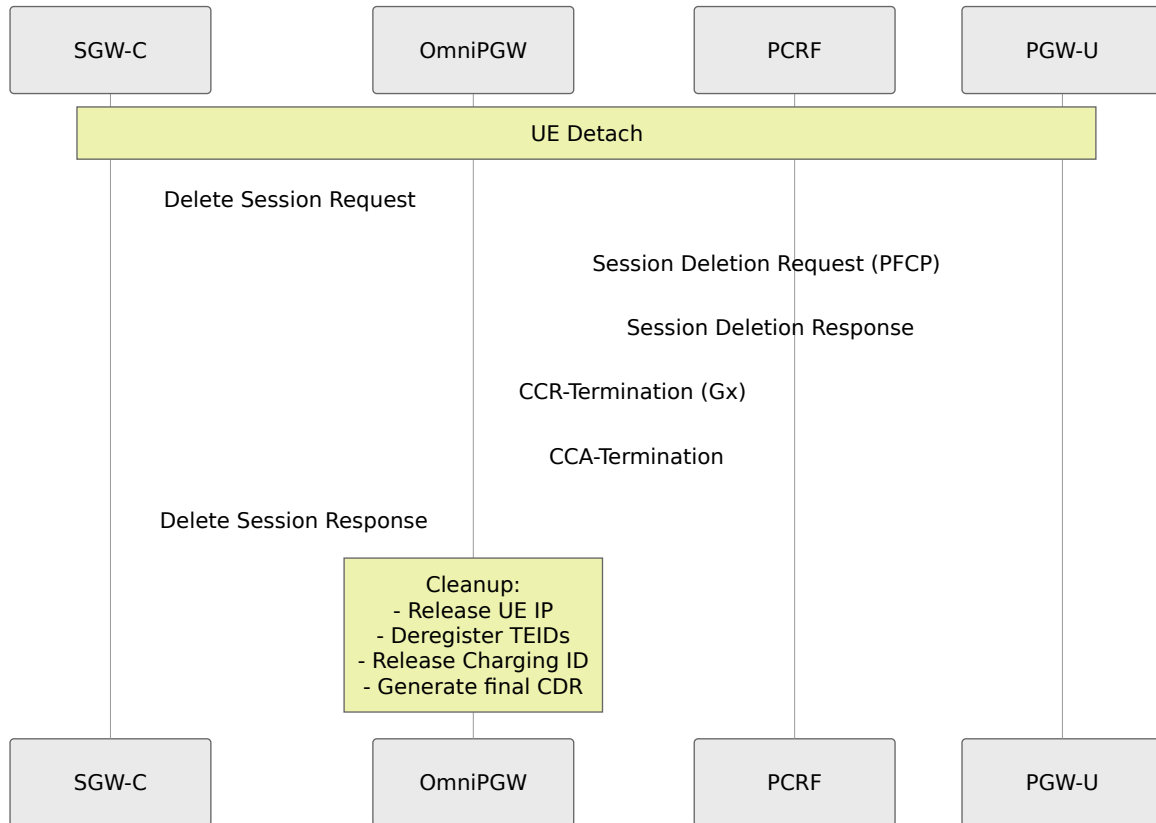 SGW-C
OmniPGW
PCRF
PGW-U
UE Detach
Delete Session Request
Session Deletion Request (PFCP)
Session Deletion Response
CCR-Termination (Gx)
CCA-Termination
Delete Session Response
Cleanup:
- Release UE IP
- Deregister TEIDs
- Release Charging ID
- Generate final CDR
SGW-C
OmniPGW
PCRF
PGW-U